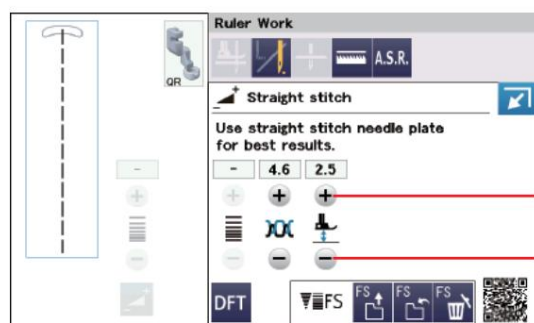 QR
-
Ruler Work
A.S.R.
Straight stitch
Use straight stitch needle plate
for best results.
- 4.6 2.5
DFT
FS
FS
FS
FS